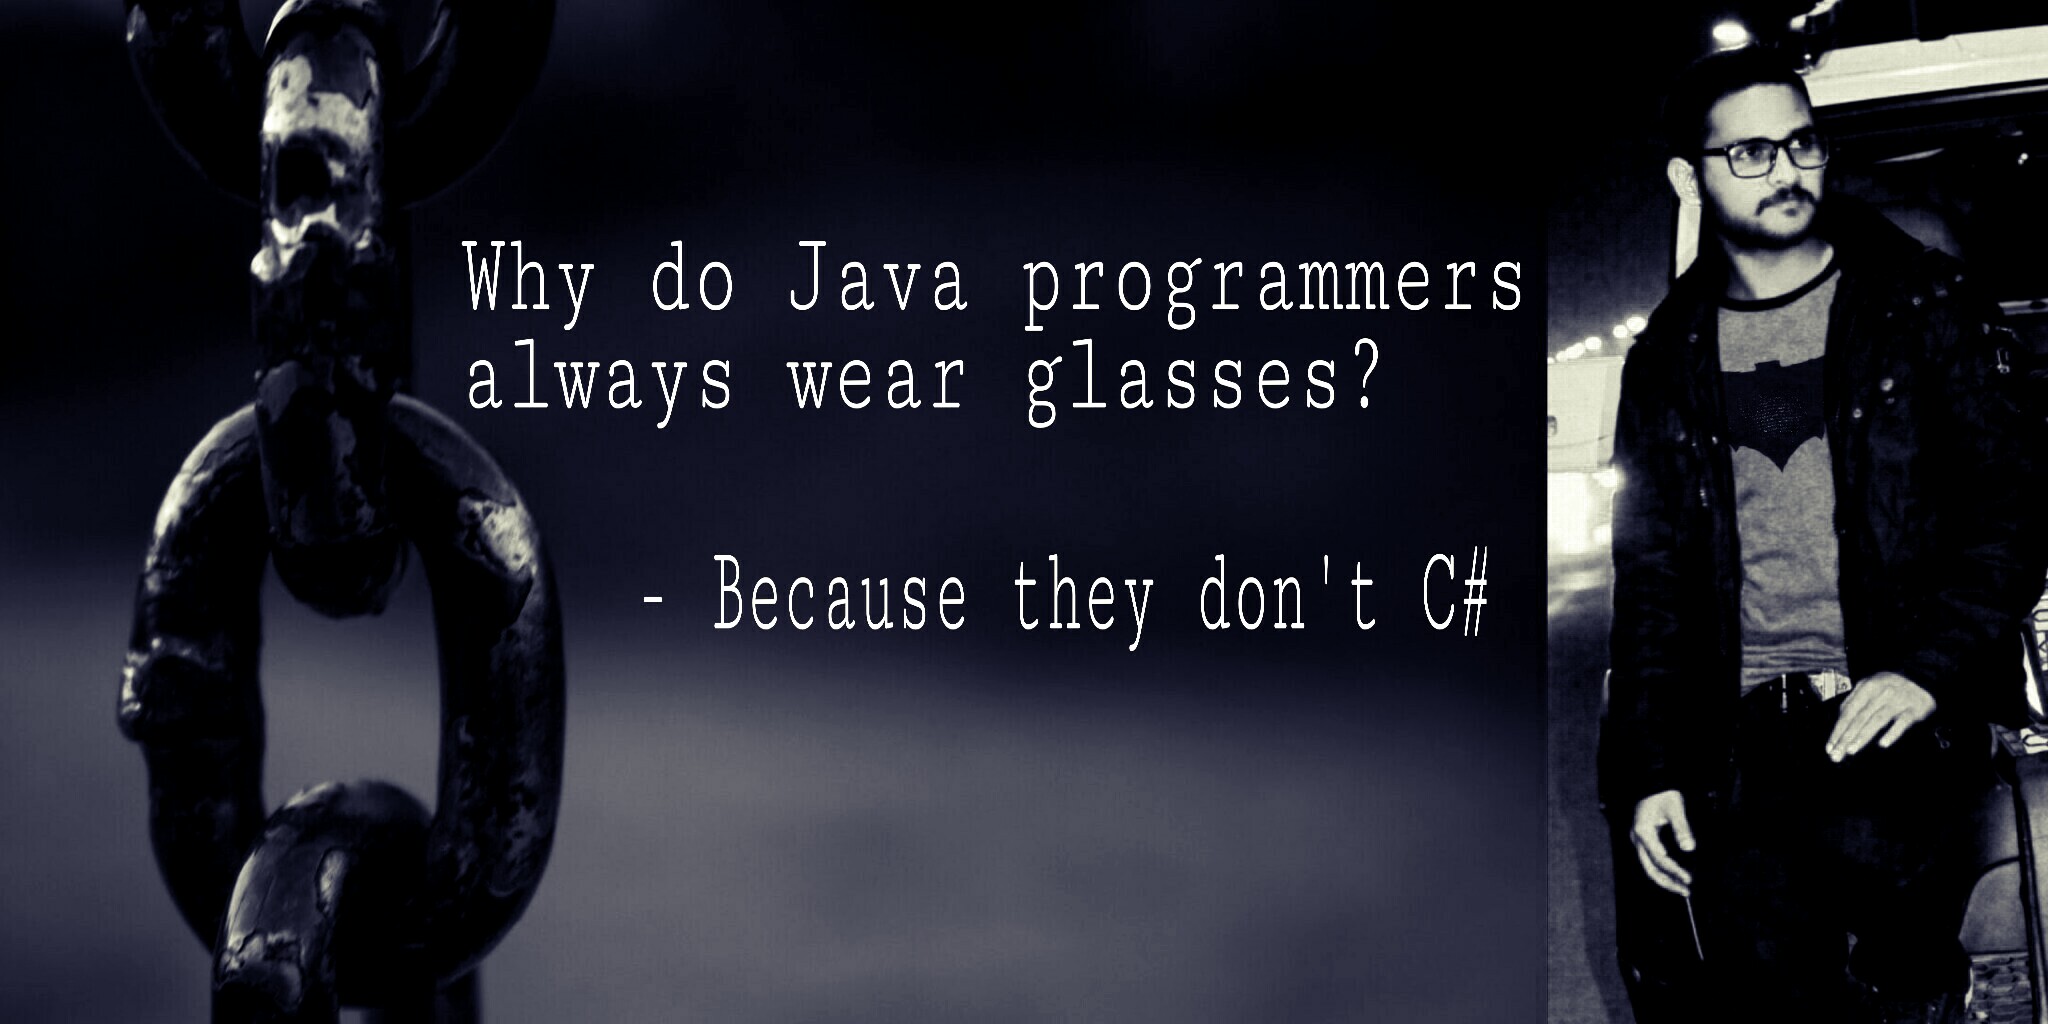 Why do Java programmers
always wear glasses?
- Because they don't C#